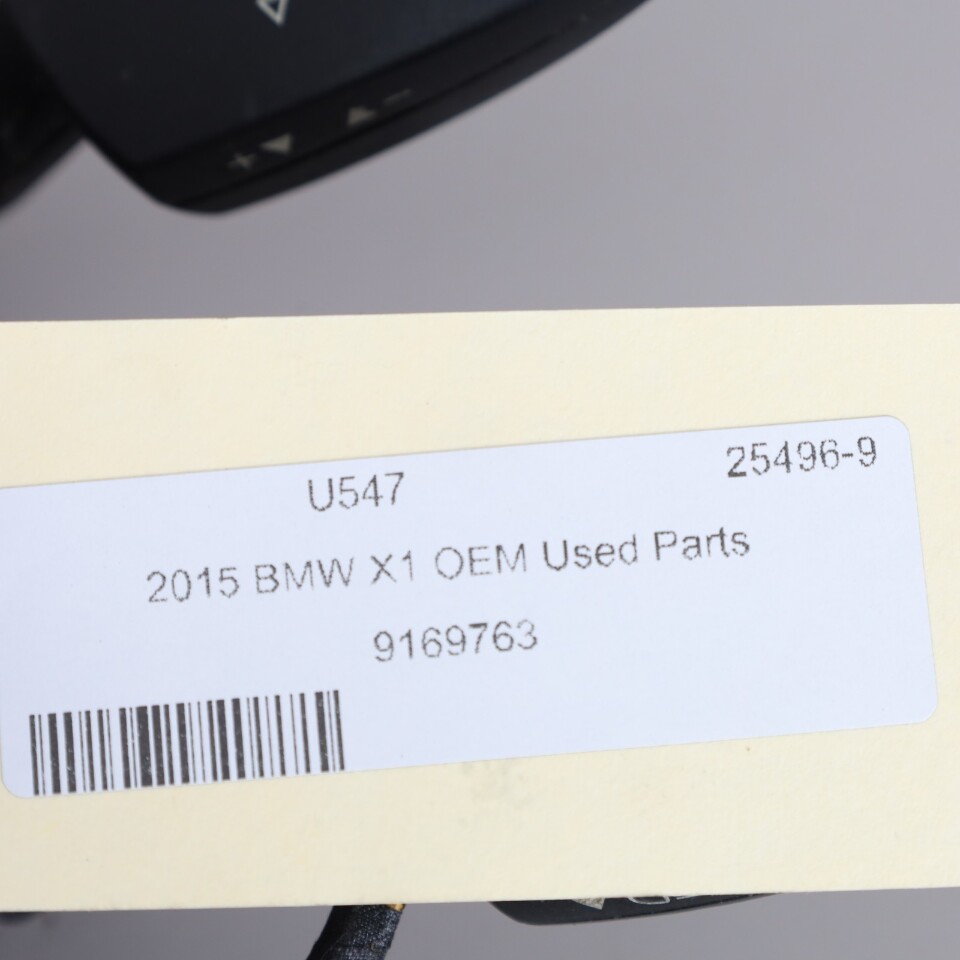 + −
U547
25496-9
2015 BMW X1 OEM Used Parts
9169763